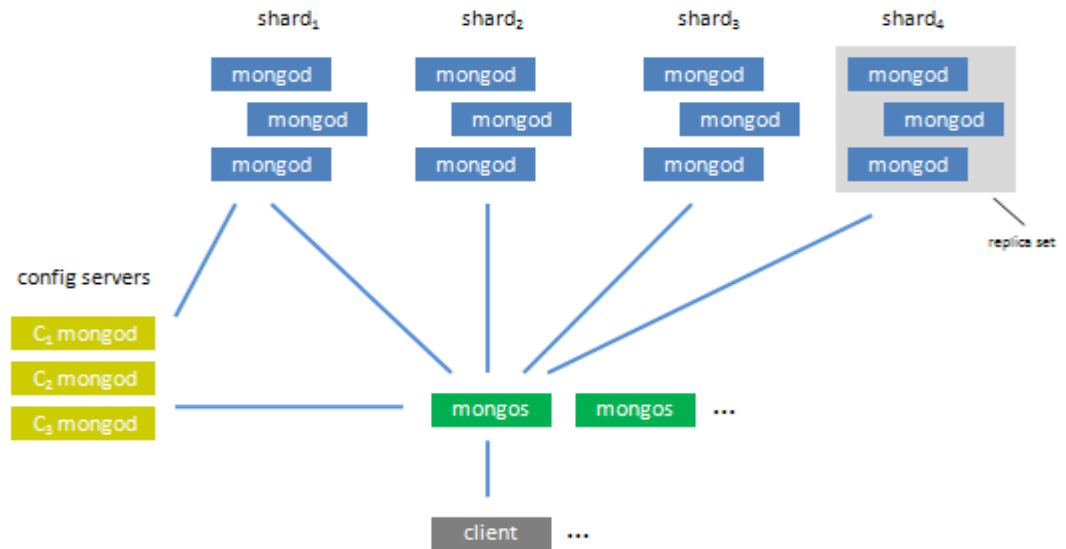 shard₁ shard₂ shard₃ shard₄
mongod mongod mongod mongod
mongod mongod mongod mongod
mongod mongod mongod mongod
replica set
config servers
C₁ mongod
C₂ mongod
C₃ mongod
mongos mongos ...
client ...